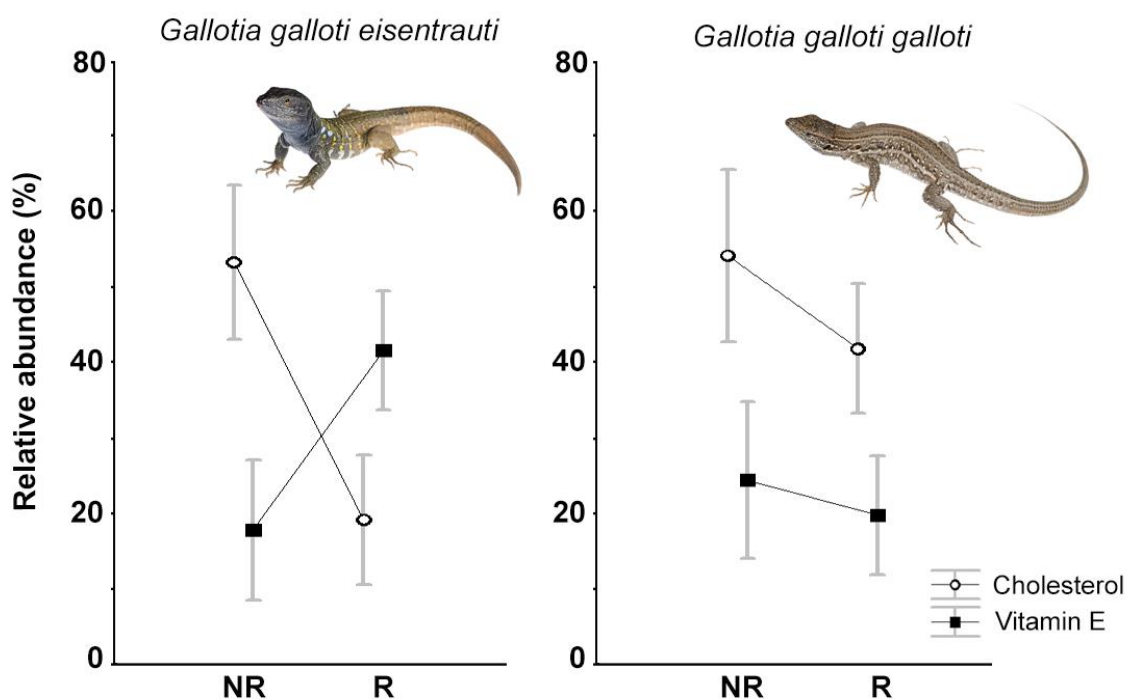 Gallotia galloti eisentrauti
Gallotia galloti galloti
Relative abundance (%)
80
60
40
20
0
NR R
80
60
40
20
0
NR R
Cholesterol
Vitamin E